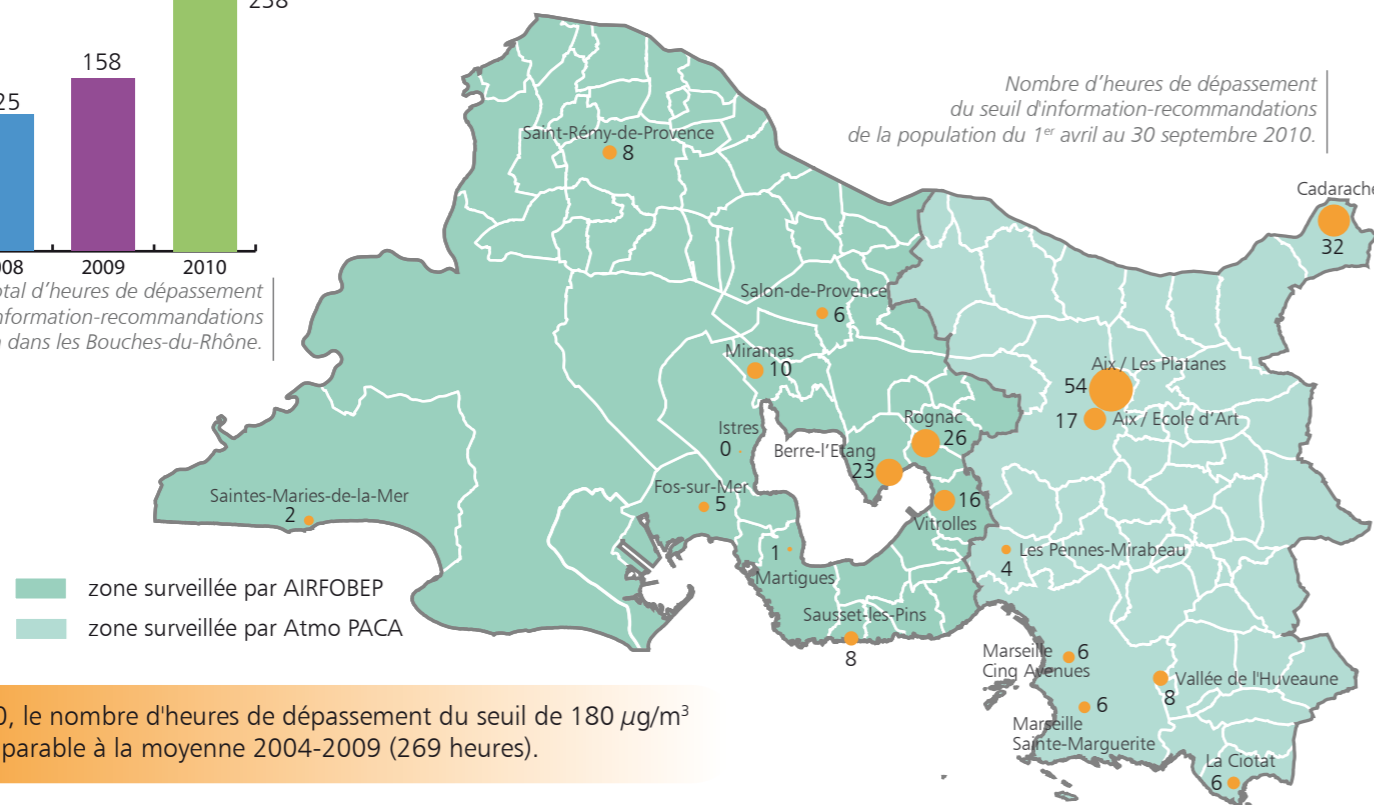 158
2009
2010
Nombre d'heures de dépassement
du seuil d'information-recommandations
de la population du 1er avril au 30 septembre 2010.
d'heures de dépassement
information-recommandations
dans les Bouches-du-Rhône.
Saint-Rémy-de-Provence
8
Cadarache
32
Salon-de-Provence
6
Miramas
10
Aix / Les Platanes
54
17 Aix / Ecole d'Art
Istres
0
Rognac
26
Berre-l'Etang
23
Saintes-Maries-de-la-Mer
2
Fos-sur-Mer
5
16
Vitrolles
1
Martigues
Les Pennes-Mirabeau
4
Sausset-les-Pins
8
zone surveillée par AIRFOBEP
zone surveillée par Atmo PACA
Marseille
Cinq Avenues
6
Vallée de l'Huveaune
8
6
Marseille
Sainte-Marguerite
La Ciotat
6
le nombre d'heures de dépassement du seuil de 180 µg/m³
à la moyenne 2004-2009 (269 heures).